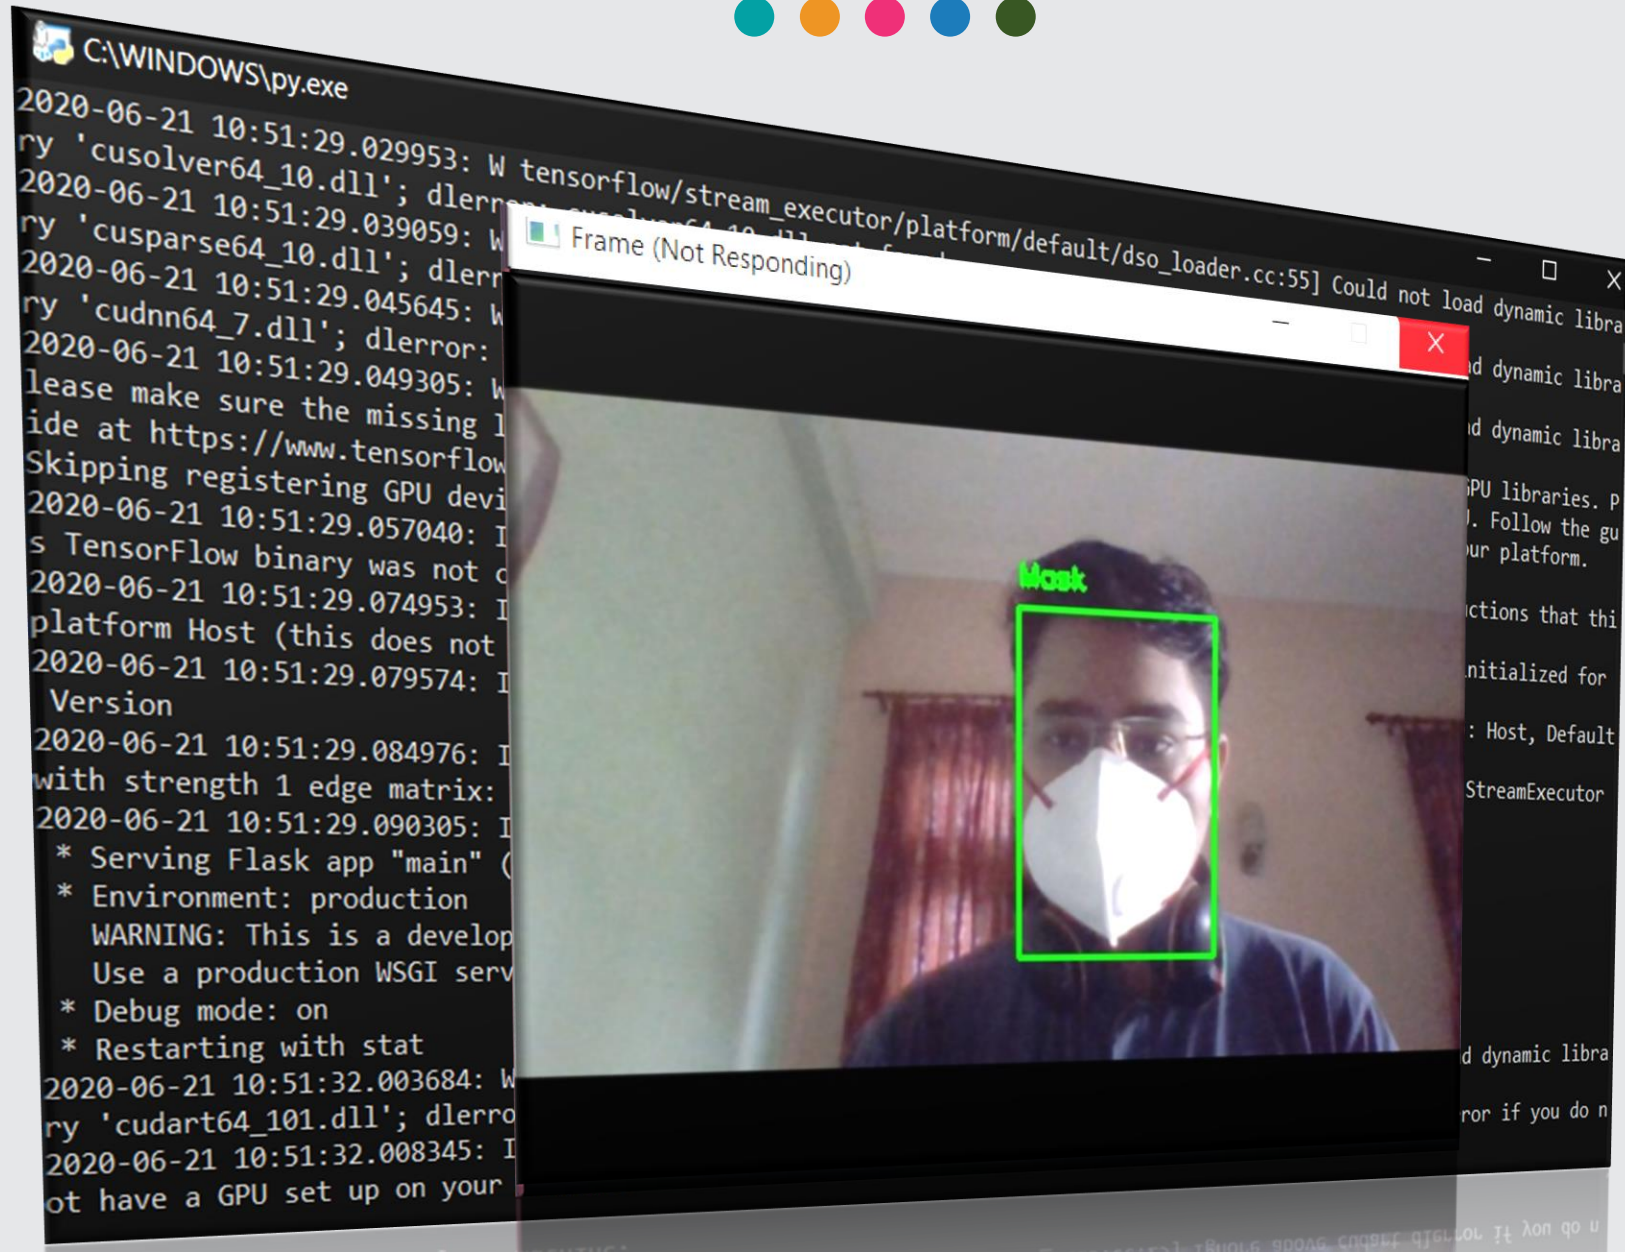 C:\WINDOWS\py.exe
2020-06-21 10:51:29.029953: W tensorflow/stream_executor/platform/default/dso_loader.cc:55] Could not load dynamic libra
ry 'cusolver64_10.dll'; dlerror: cusolver64_10.dll not found
2020-06-21 10:51:29.039059: W
d dynamic libra
ry 'cusparse64_10.dll'; dlerr
2020-06-21 10:51:29.045645: W
d dynamic libra
ry 'cudnn64_7.dll'; dlerror:
2020-06-21 10:51:29.049305: W
GPU libraries. P
lease make sure the missing l
. Follow the gu
ide at https://www.tensorflow
our platform.
Skipping registering GPU devi
2020-06-21 10:51:29.057040: I
ctions that thi
s TensorFlow binary was not c
2020-06-21 10:51:29.074953: I
initialized for
platform Host (this does not
2020-06-21 10:51:29.079574: I
: Host, Default
Version
2020-06-21 10:51:29.084976: I
StreamExecutor
with strength 1 edge matrix:
2020-06-21 10:51:29.090305: I
* Serving Flask app "main" (
* Environment: production
WARNING: This is a develop
Use a production WSGI serv
* Debug mode: on
* Restarting with stat
2020-06-21 10:51:32.003684: W
d dynamic libra
ry 'cudart64_101.dll'; dlerro
2020-06-21 10:51:32.008345: I
ror if you do n
ot have a GPU set up on your
Frame (Not Responding)
Mask